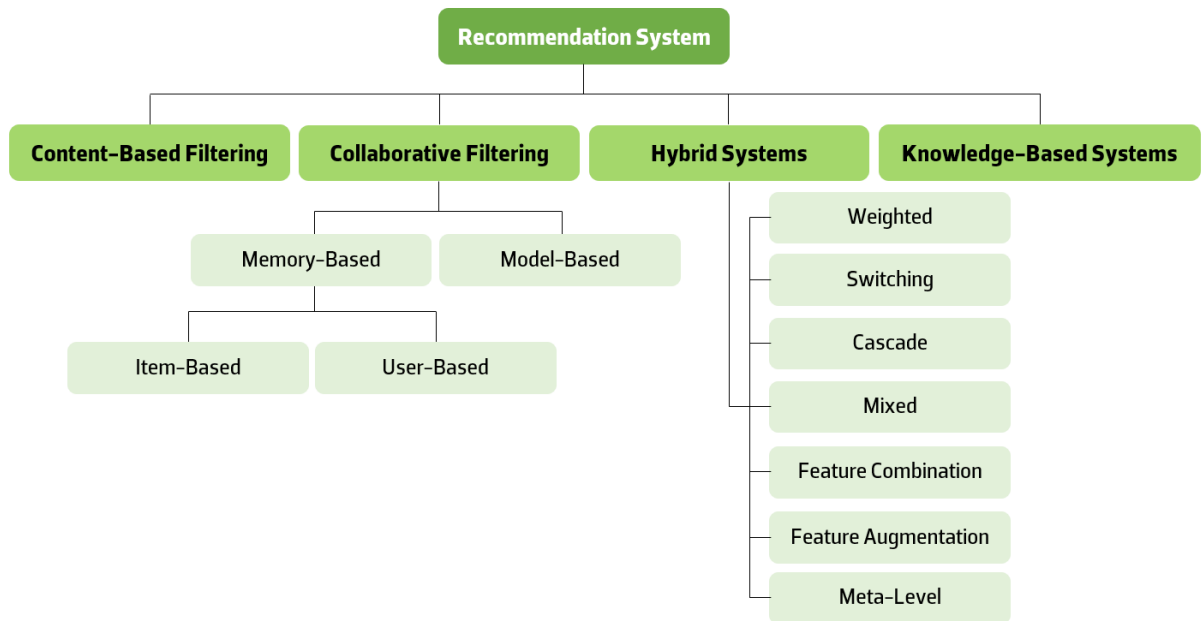 Recommendation System
Content-Based Filtering
Collaborative Filtering
Hybrid Systems
Knowledge-Based Systems
Memory-Based
Model-Based
Item-Based
User-Based
Weighted
Switching
Cascade
Mixed
Feature Combination
Feature Augmentation
Meta-Level